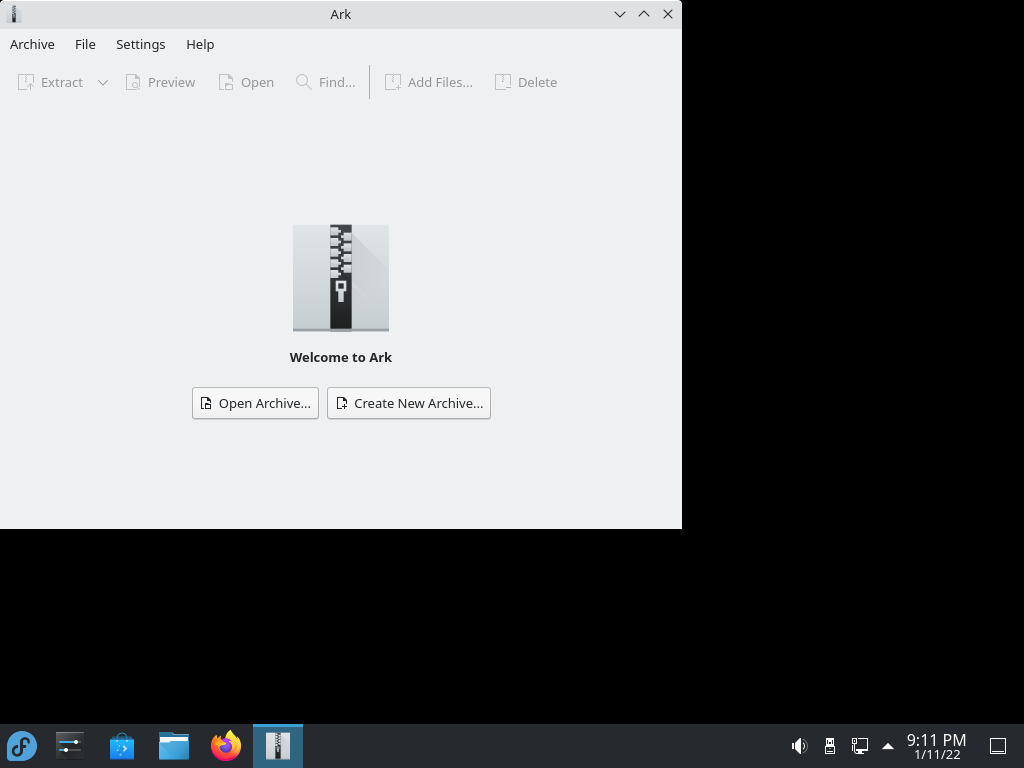 Ark
Archive File Settings Help
Extract Preview Open Find... Add Files... Delete
Welcome to Ark
Open Archive... Create New Archive...
9:11 PM
1/11/22